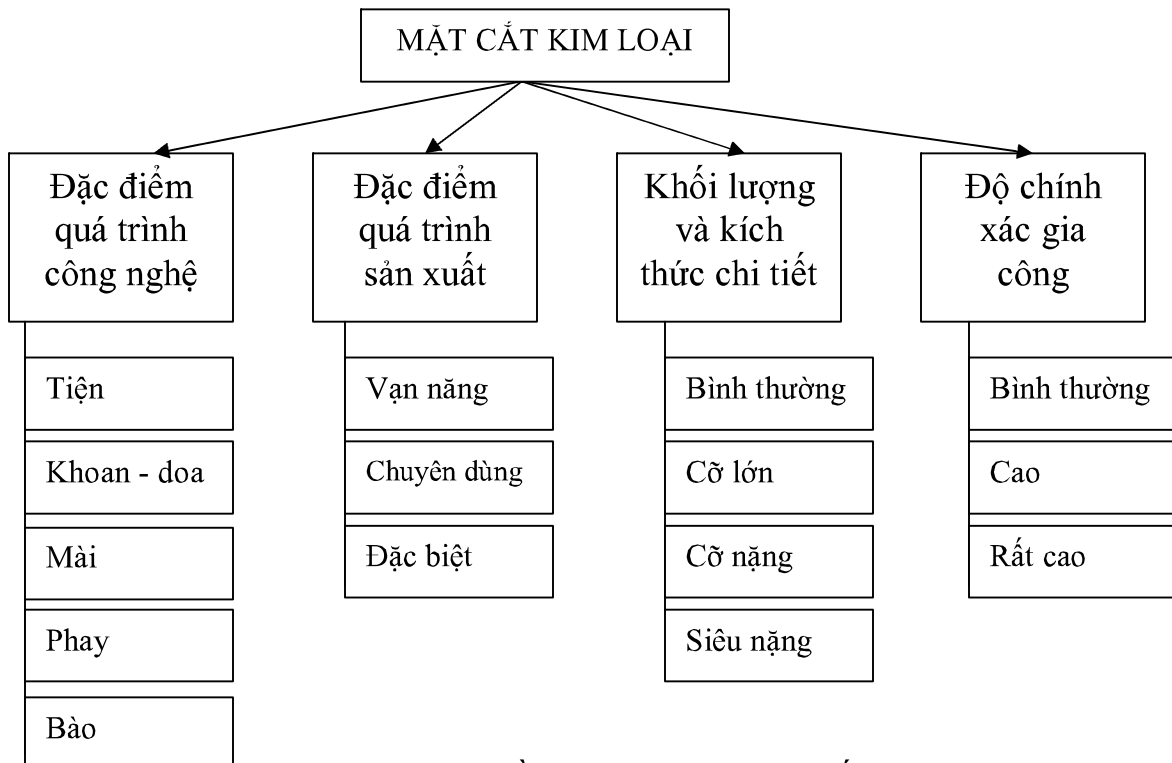 MẶT CẮT KIM LOẠI
Đặc điểm
quá trình
công nghệ
Đặc điểm
quá trình
sản xuất
Khối lượng
và kích
thức chi tiết
Độ chính
xác gia
công
Tiện
Khoan - doa
Mài
Phay
Bào
Vạn năng
Chuyên dùng
Đặc biệt
Bình thường
Cỡ lớn
Cỡ nặng
Siêu nặng
Bình thường
Cao
Rất cao